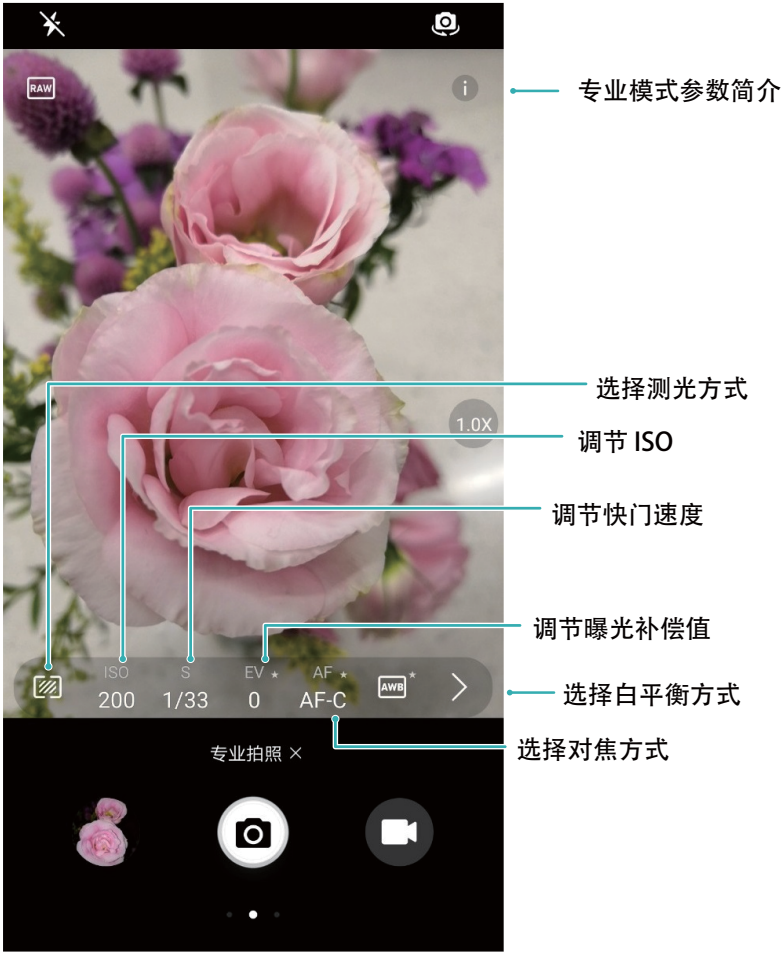 RAW
i
专业模式参数简介
选择测光方式
1.0X
调节 ISO
调节快门速度
调节曝光补偿值
ISO S EV ★ AF ★ ★
200 1/33 0 AF-C AWB
选择白平衡方式
选择对焦方式
专业拍照 ×